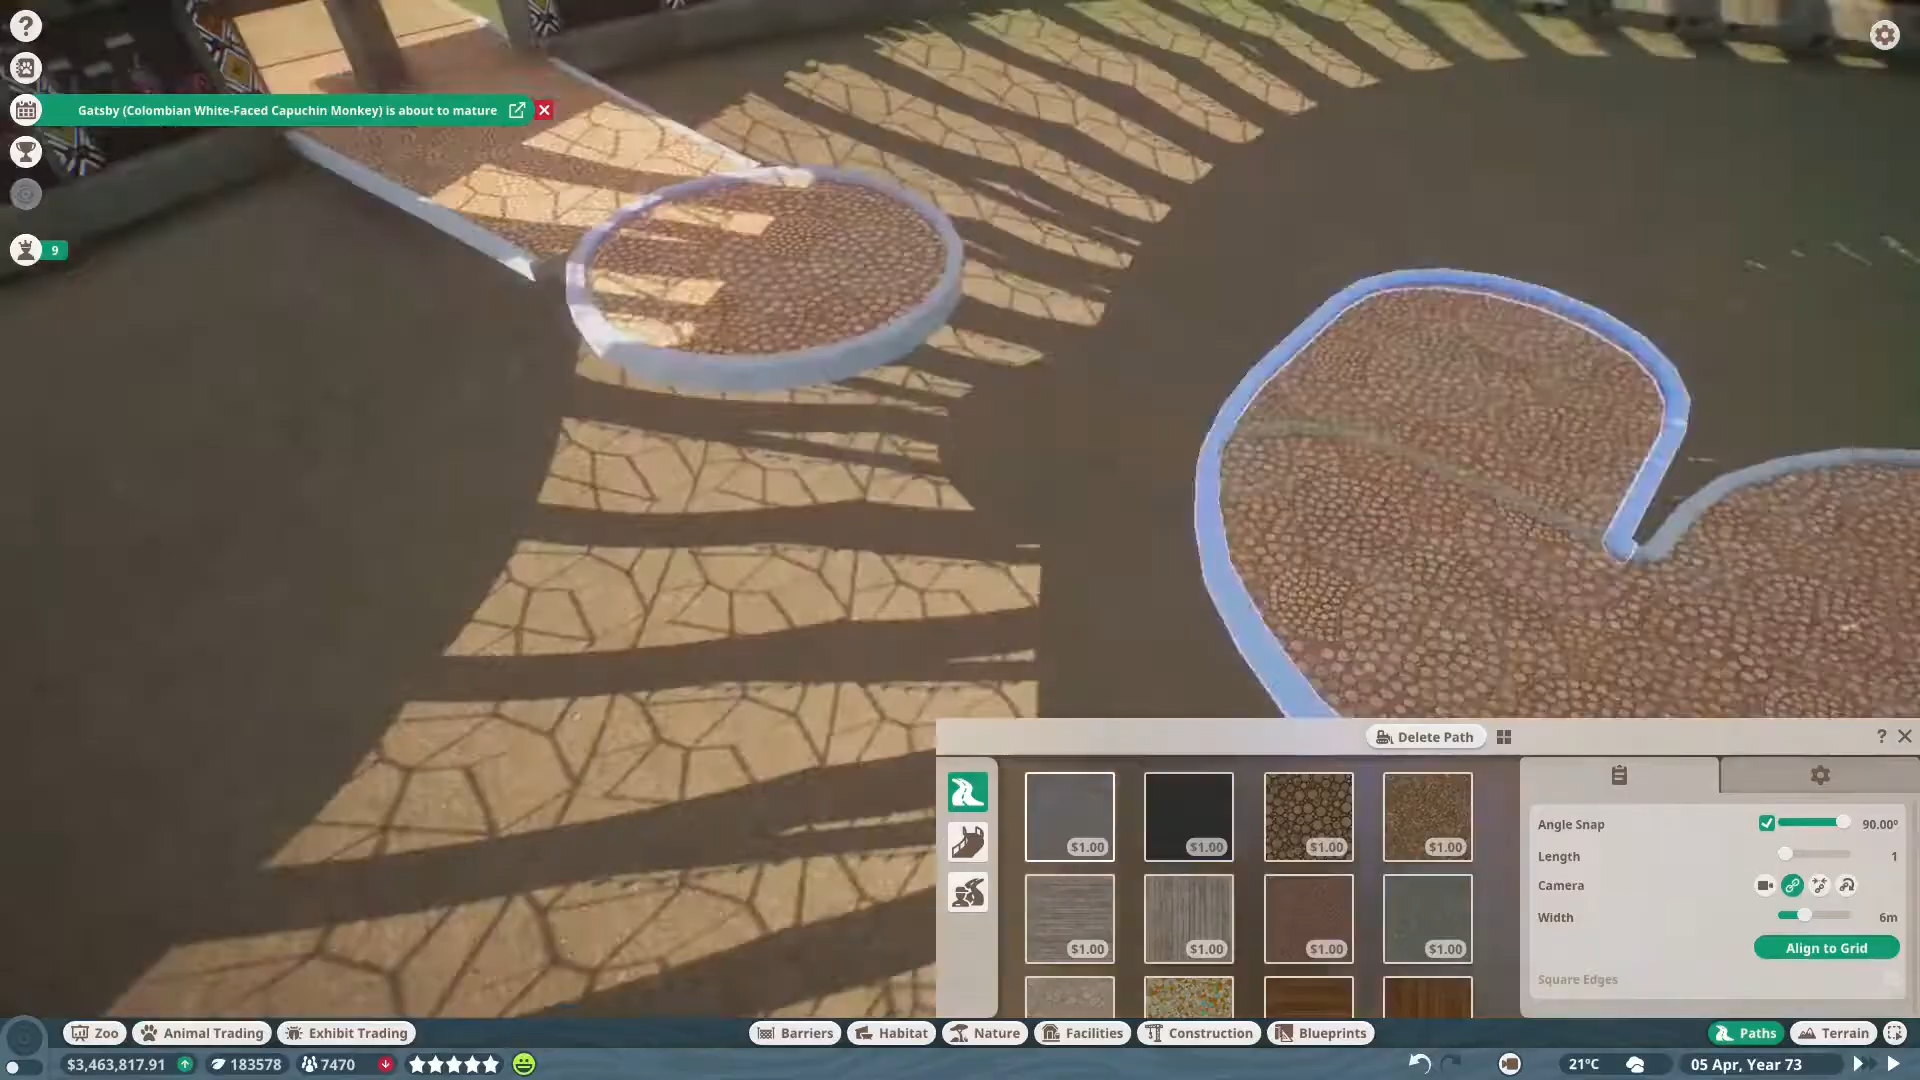 ?
Gatsby (Colombian White-Faced Capuchin Monkey) is about to mature
9
Delete Path
?
$1.00 $1.00 $1.00 $1.00
$1.00 $1.00 $1.00 $1.00
Angle Snap 90.00º
Length 1
Camera
Width 6m
Align to Grid
Square Edges
Zoo Animal Trading Exhibit Trading Barriers Habitat Nature Facilities Construction Blueprints Paths Terrain
$3,463,817.91 183578 7470 21°C 05 Apr, Year 73